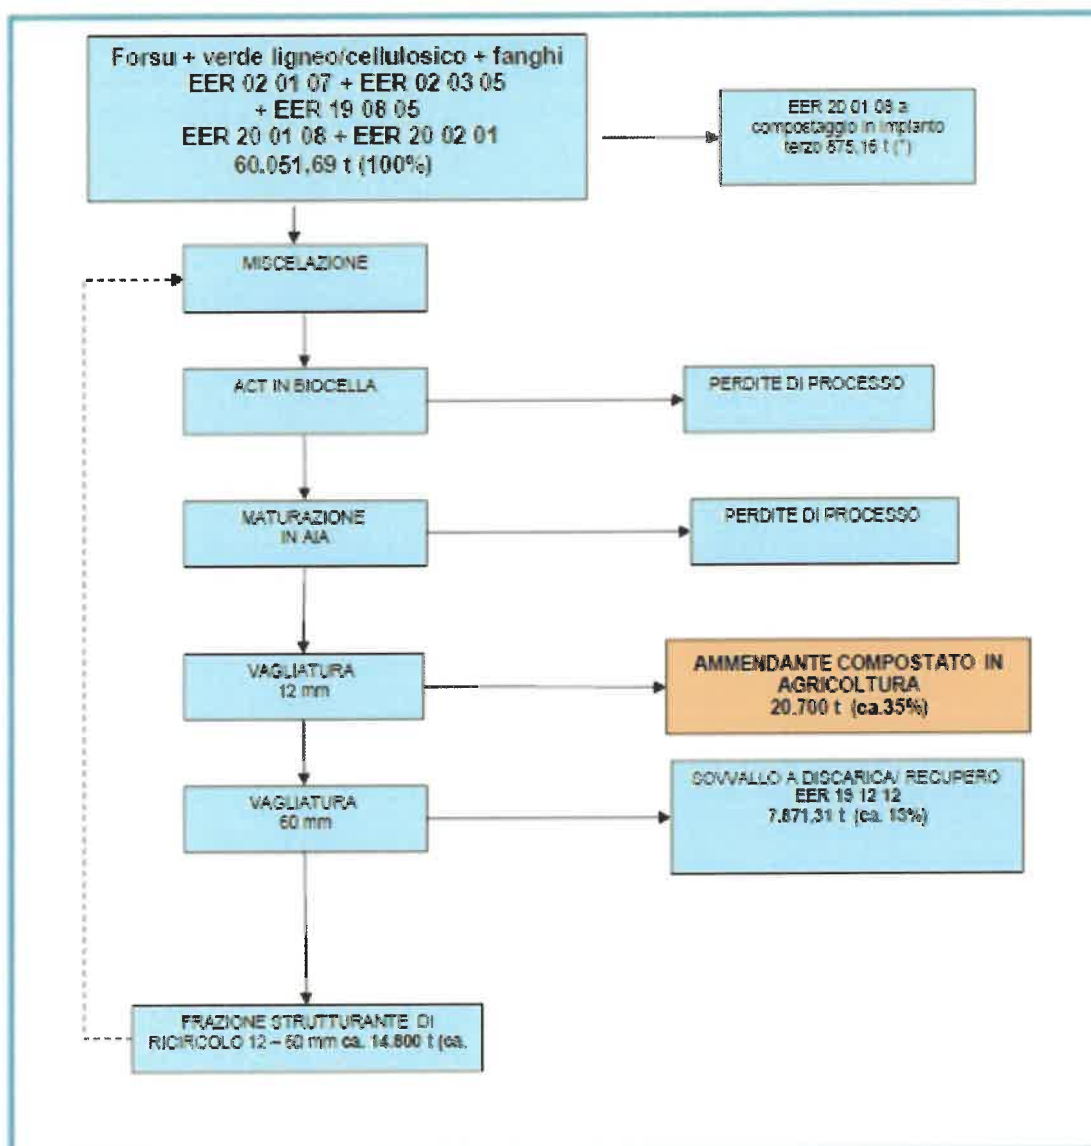 Forsu + verde ligneo/cellulosico + fanghi
EER 02 01 07 + EER 02 03 05
+ EER 19 08 05
EER 20 01 08 + EER 20 02 01
60.051,69 t (100%)
EER 20 01 08 a
compostaggio in impianto
terzo 875,16 t (*)
MISCELAZIONE
ACT IN BIOCELLA
PERDITE DI PROCESSO
MATURAZIONE
IN AIA
PERDITE DI PROCESSO
VAGLIATURA
12 mm
AMMENDANTE COMPOSTATO IN
AGRICOLTURA
20.700 t (ca.35%)
VAGLIATURA
60 mm
SOVVALLO A DISCARICA/ RECUPERO
EER 19 12 12
7.871,31 t (ca. 13%)
FRAZIONE STRUTTURANTE DI
RICIRCOLO 12 – 60 mm ca. 14.800 t (ca.